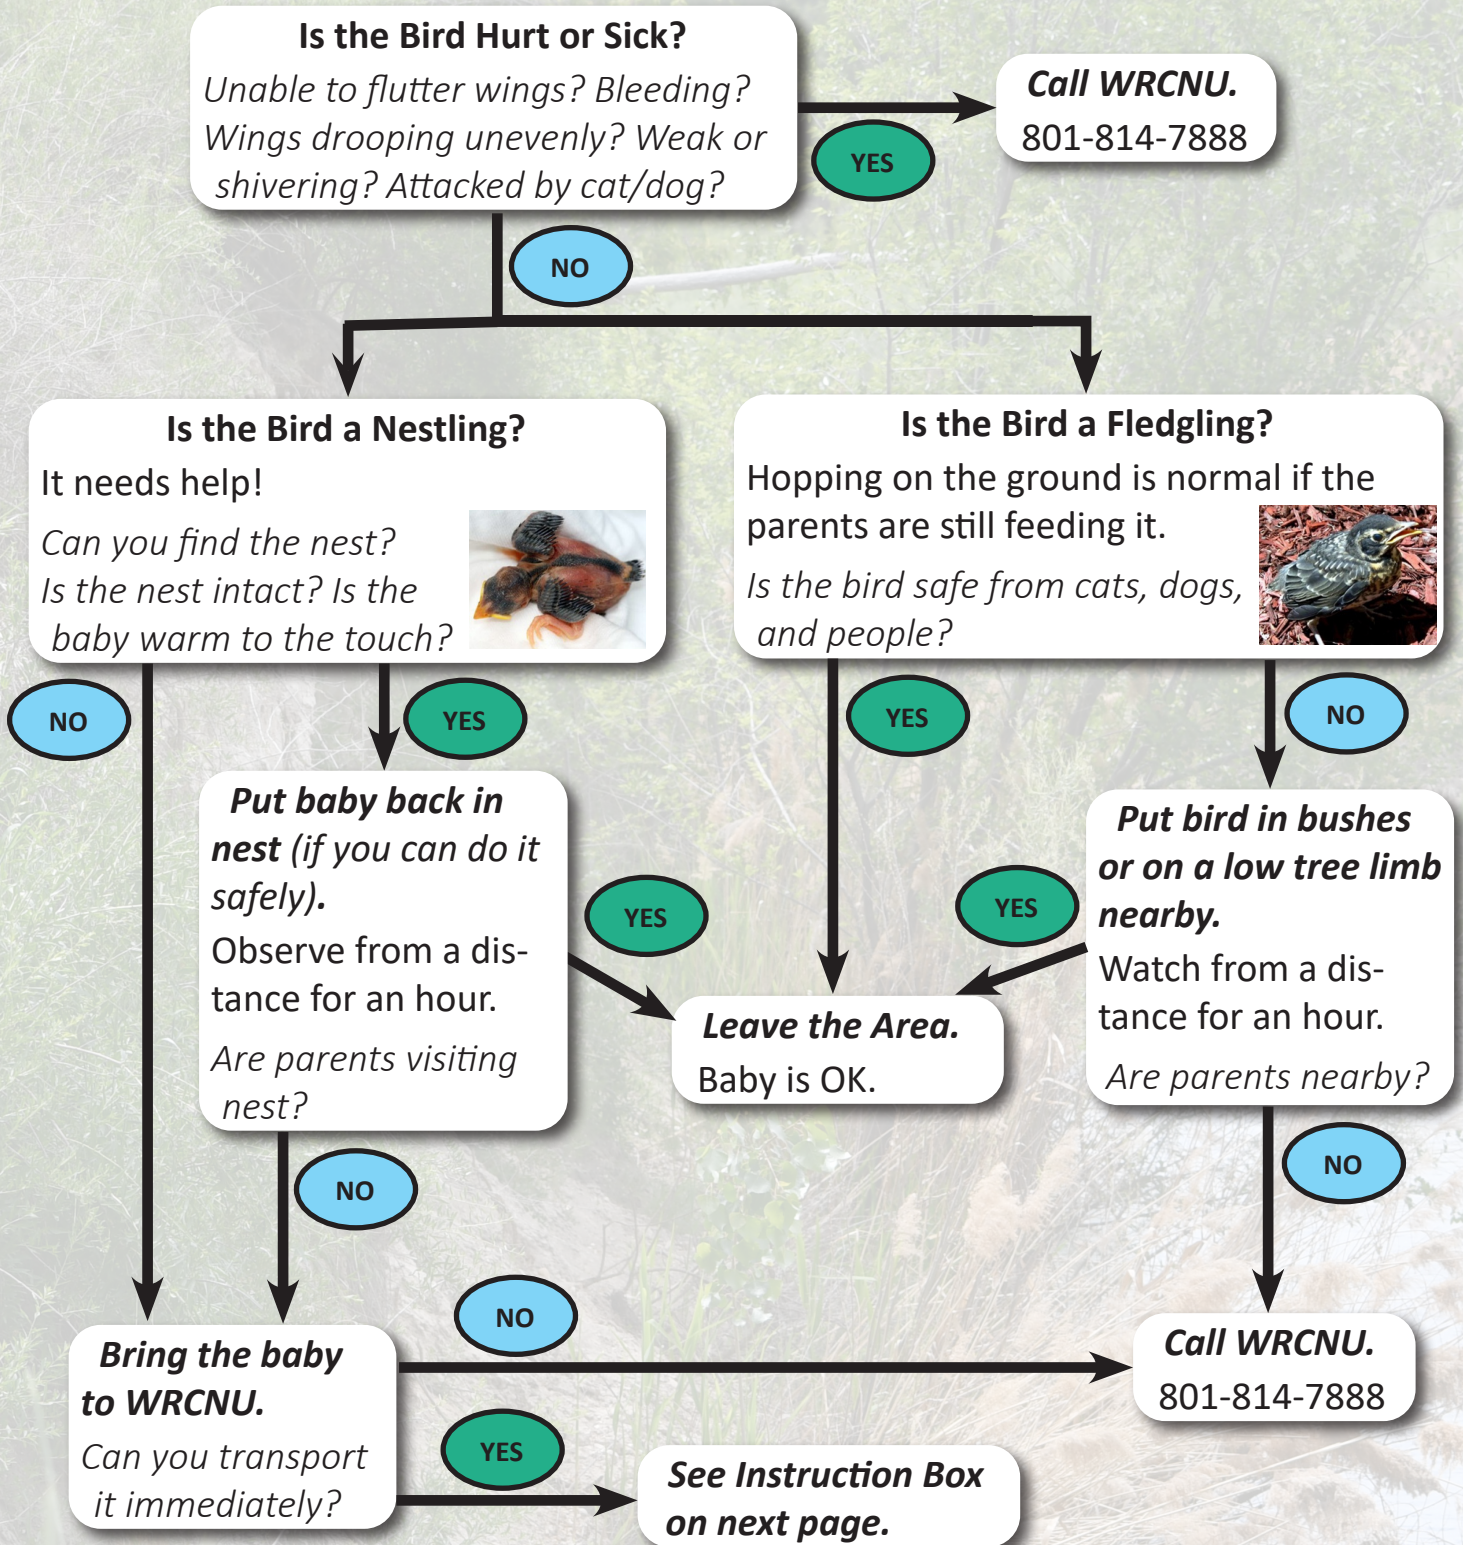 Is the Bird Hurt or Sick?
Unable to flutter wings? Bleeding?
Wings drooping unevenly? Weak or
shivering? Attacked by cat/dog?
YES
Call WRCNU.
801-814-7888
NO
Is the Bird a Nestling?
It needs help!
Can you find the nest?
Is the nest intact? Is the
baby warm to the touch?
Is the Bird a Fledgling?
Hopping on the ground is normal if the
parents are still feeding it.
Is the bird safe from cats, dogs,
and people?
NO
YES
YES
NO
Put baby back in
nest (if you can do it
safely).
Observe from a dis-
tance for an hour.
Are parents visiting
nest?
YES
YES
Put bird in bushes
or on a low tree limb
nearby.
Watch from a dis-
tance for an hour.
Are parents nearby?
Leave the Area.
Baby is OK.
NO
NO
Bring the baby
to WRCNU.
Can you transport
it immediately?
NO
Call WRCNU.
801-814-7888
YES
See Instruction Box
on next page.